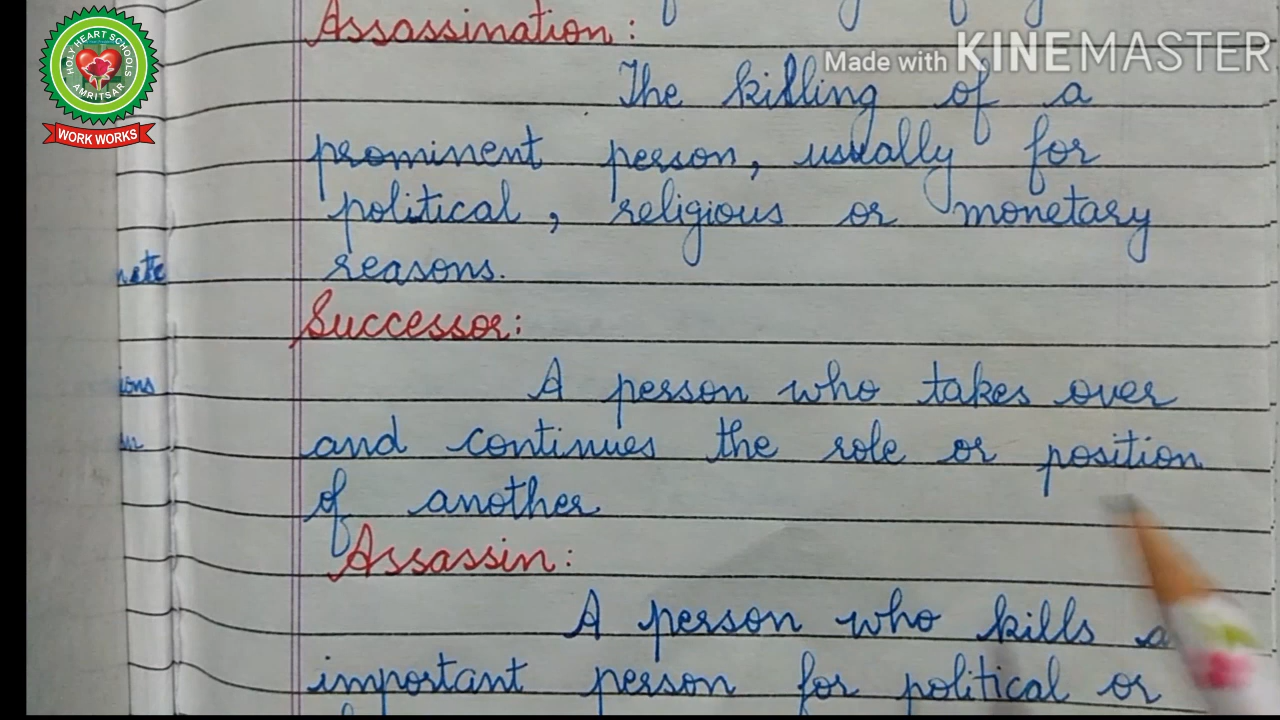 Assassination:
Made with KINEMASTER
The killing of a
prominent person, usually for
political, religious or monetary
reasons.
Successor:
A person who takes over
and continues the role or position
of another
Assassin:
A person who kills a
important person for political or
HOLY HEART SCHOOLS
AMRITSAR
WORK WORKS
ions